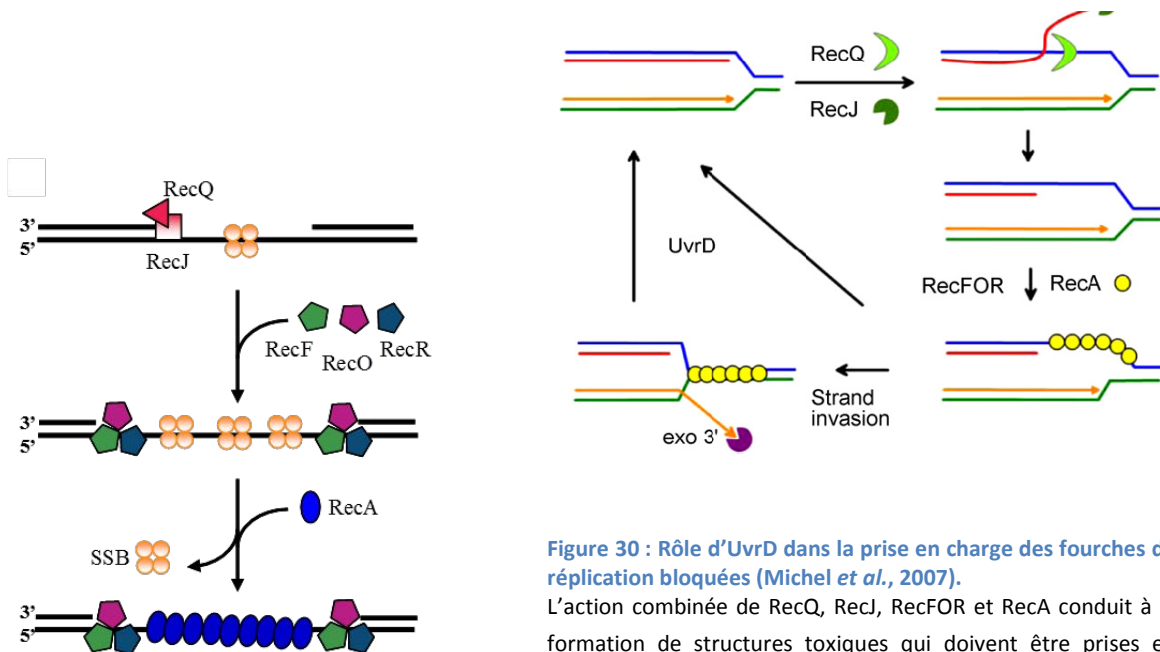 RecQ
3'
5'
RecJ
RecF
RecO
RecR
3'
5'
RecA
SSB
3'
5'
RecQ
RecJ
UvrD
RecFOR
RecA
Strand
invasion
exo 3'
Figure 30 : Rôle d'UvrD dans la prise en charge des fourches d
réplication bloquées (Michel et al., 2007).
L'action combinée de RecQ, RecJ, RecFOR et RecA conduit à
formation de structures toxiques qui doivent être prises e